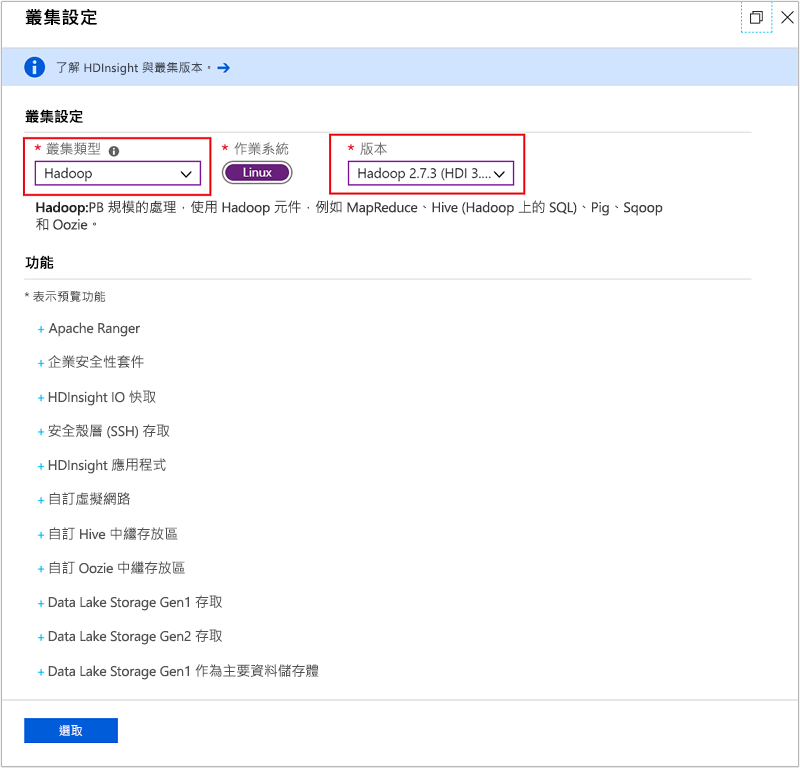 叢集設定
了解 HDInsight 與叢集版本。
叢集設定
* 叢集類型
* 作業系統
* 版本
Hadoop
Linux
Hadoop 2.7.3 (HDI 3....
Hadoop:PB 規模的處理，使用 Hadoop 元件，例如 MapReduce、Hive (Hadoop 上的 SQL)、Pig、Sqoop
和 Oozie。
功能
* 表示預覽功能
+ Apache Ranger
+ 企業安全性套件
+ HDInsight IO 快取
+ 安全殼層 (SSH) 存取
+ HDInsight 應用程式
+ 自訂虛擬網路
+ 自訂 Hive 中繼存放區
+ 自訂 Oozie 中繼存放區
+ Data Lake Storage Gen1 存取
+ Data Lake Storage Gen2 存取
+ Data Lake Storage Gen1 作為主要資料儲存體
選取